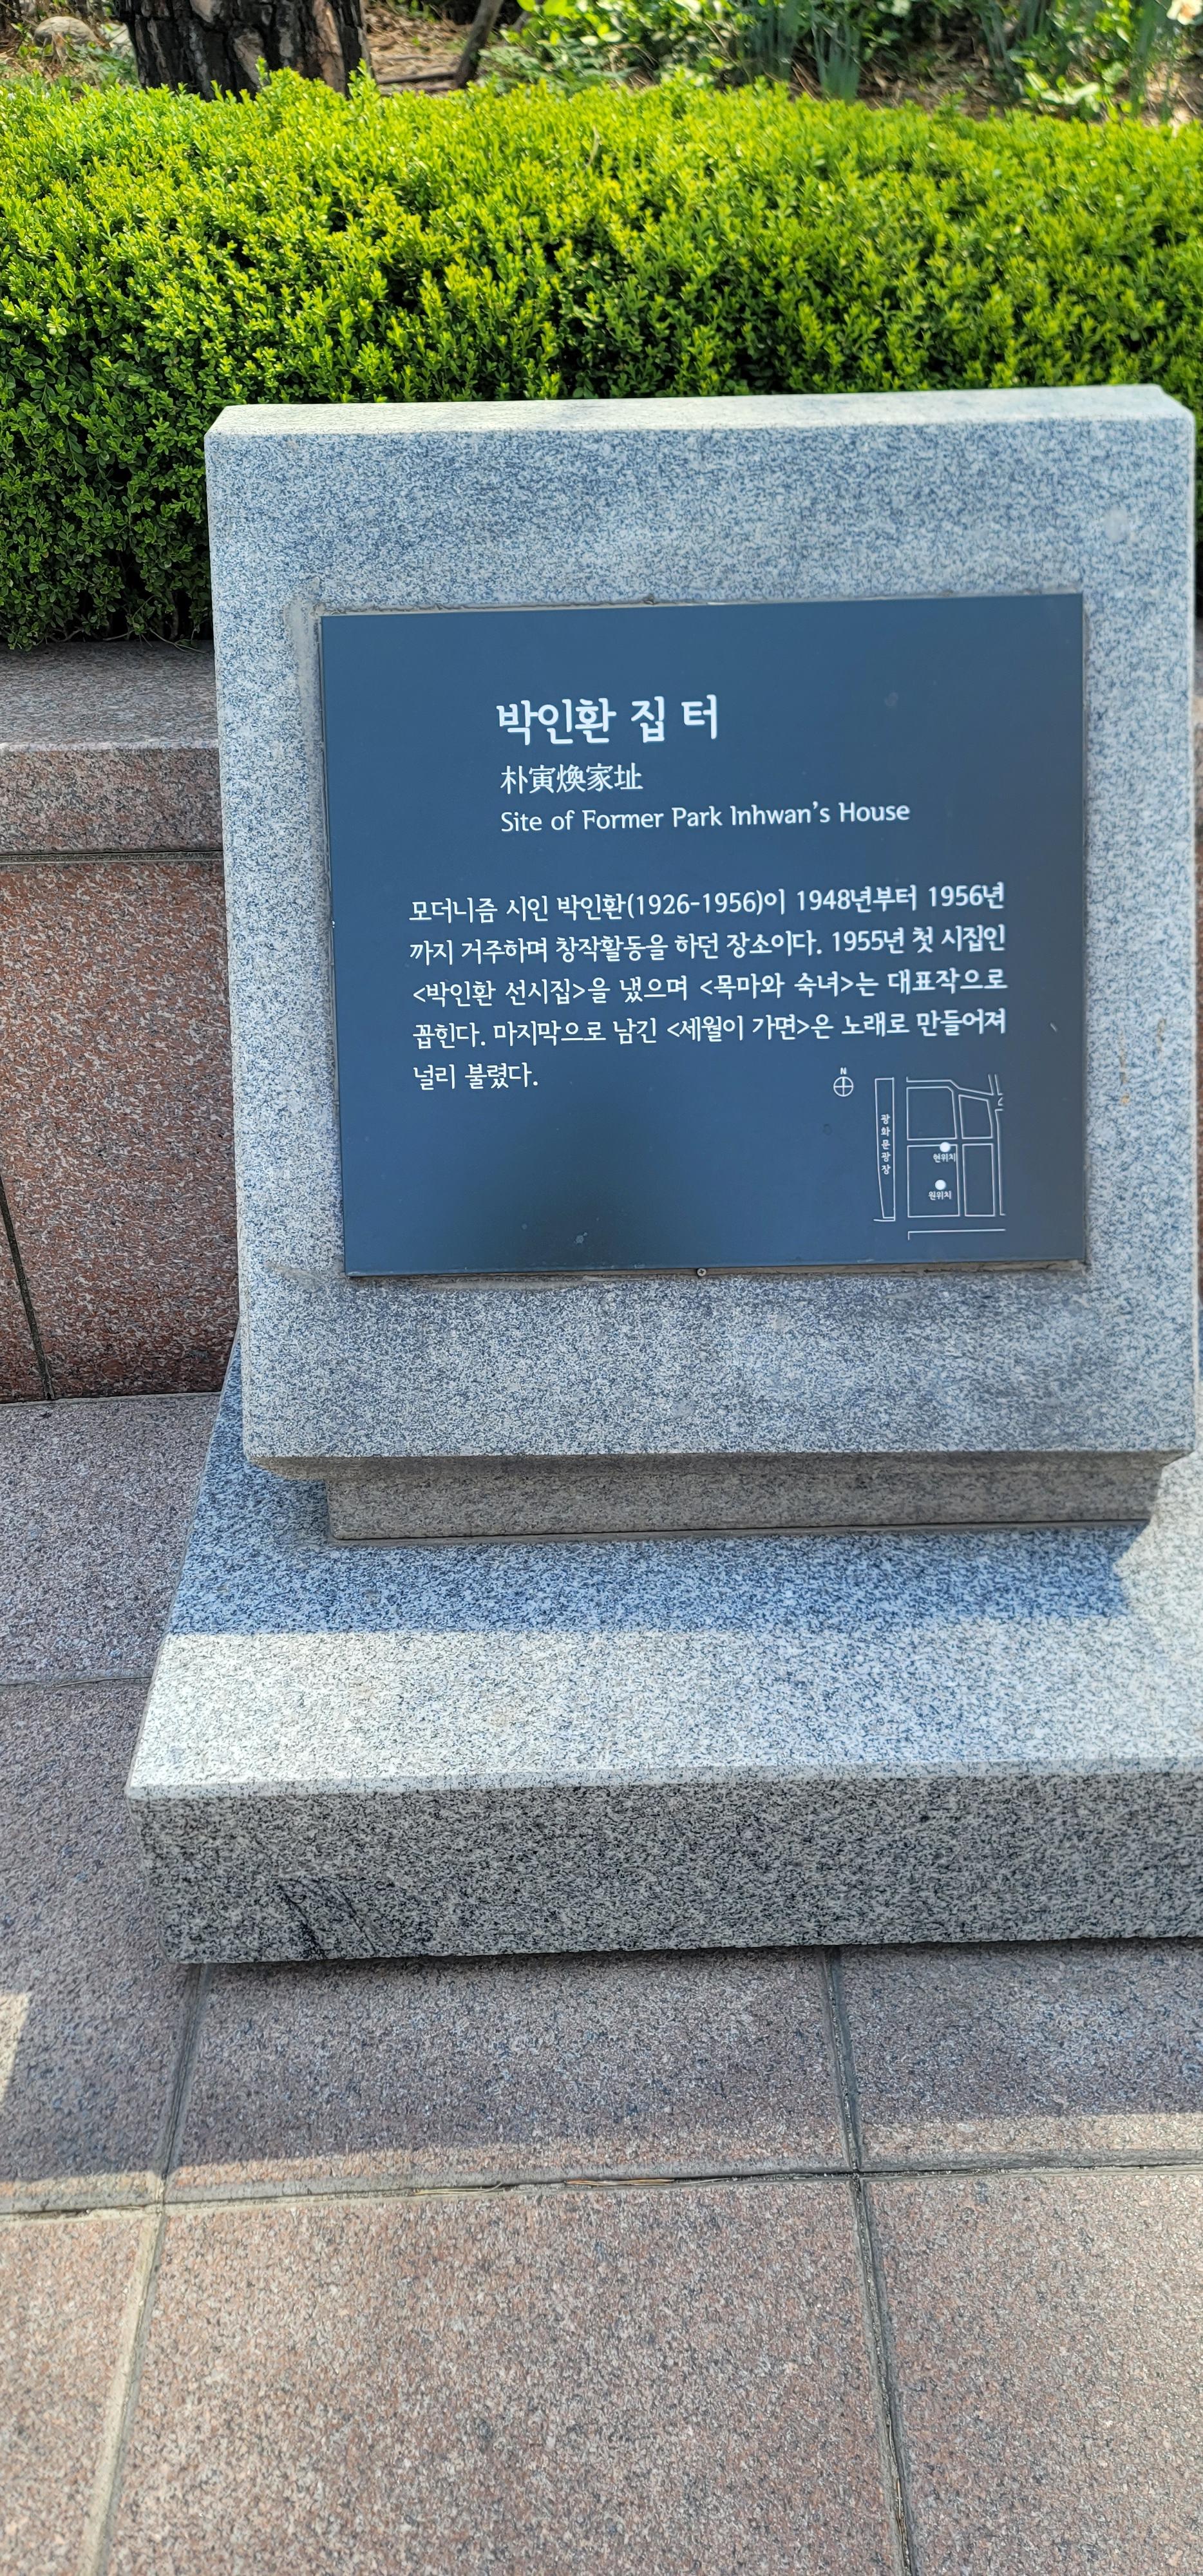 박인환 집 터
朴寅煥家址
Site of Former Park Inhwan's House
모더니즘 시인 박인환(1926-1956)이 1948년부터 1956년
까지 거주하며 창작활동을 하던 장소이다. 1955년 첫 시집인
<박인환 선시집>을 냈으며 <목마와 숙녀>는 대표작으로
꼽힌다. 마지막으로 남긴 <세월이 가면>은 노래로 만들어져
널리 불렸다.
N
광화문광장
현위치
원위치